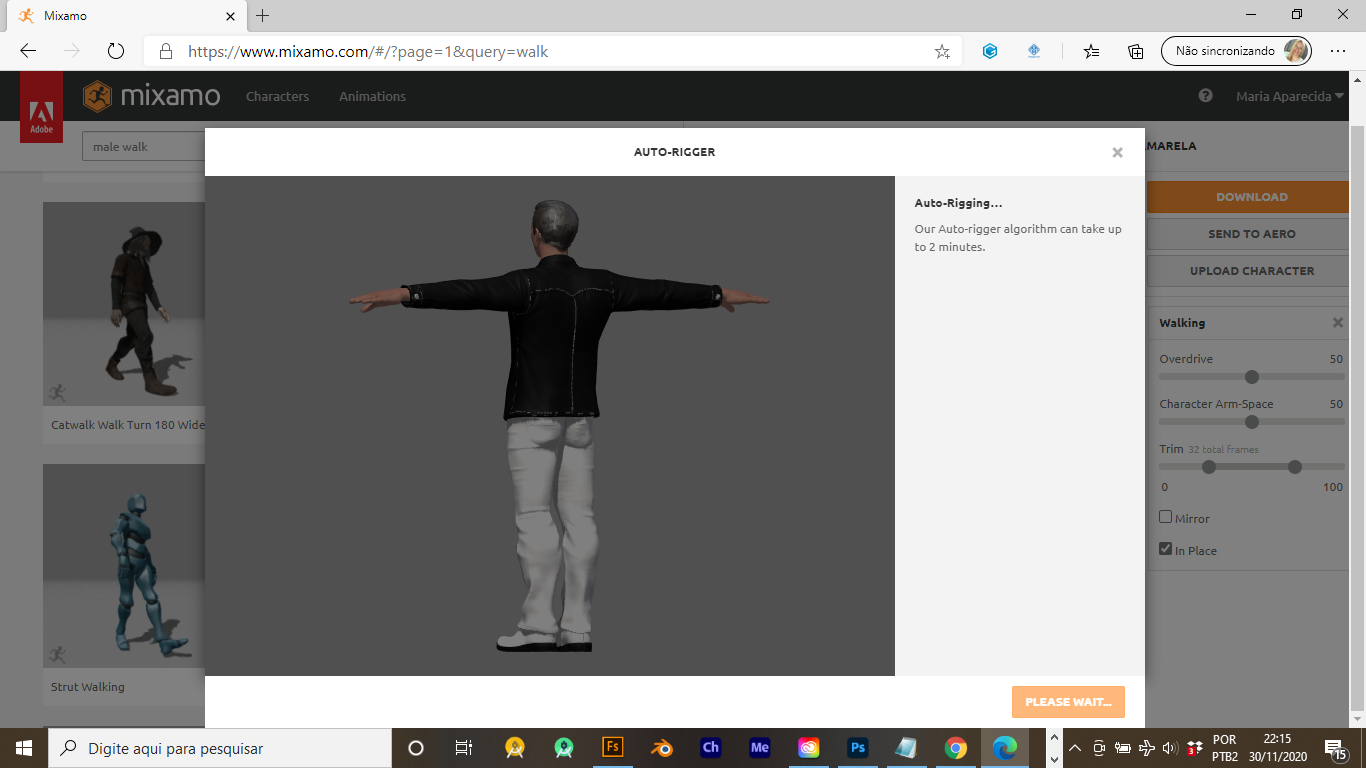 Mixamo
https://www.mixamo.com/#/?page=1&query=walk
Não sincronizando
Adobe
mixamo
Characters
Animations
Maria Aparecida
male walk
AUTO-RIGGER
MARELA
Auto-Rigging...
Our Auto-rigger algorithm can take up
to 2 minutes.
DOWNLOAD
SEND TO AERO
UPLOAD CHARACTER
Walking
Overdrive 50
Character Arm-Space 50
Trim 32 total frames
0 100
Mirror
In Place
Catwalk Walk Turn 180 Wide
Strut Walking
PLEASE WAIT...
Digite aqui para pesquisar
Fs
Ch
Me
Ps
3
POR
PTB2
22:15
30/11/2020
15